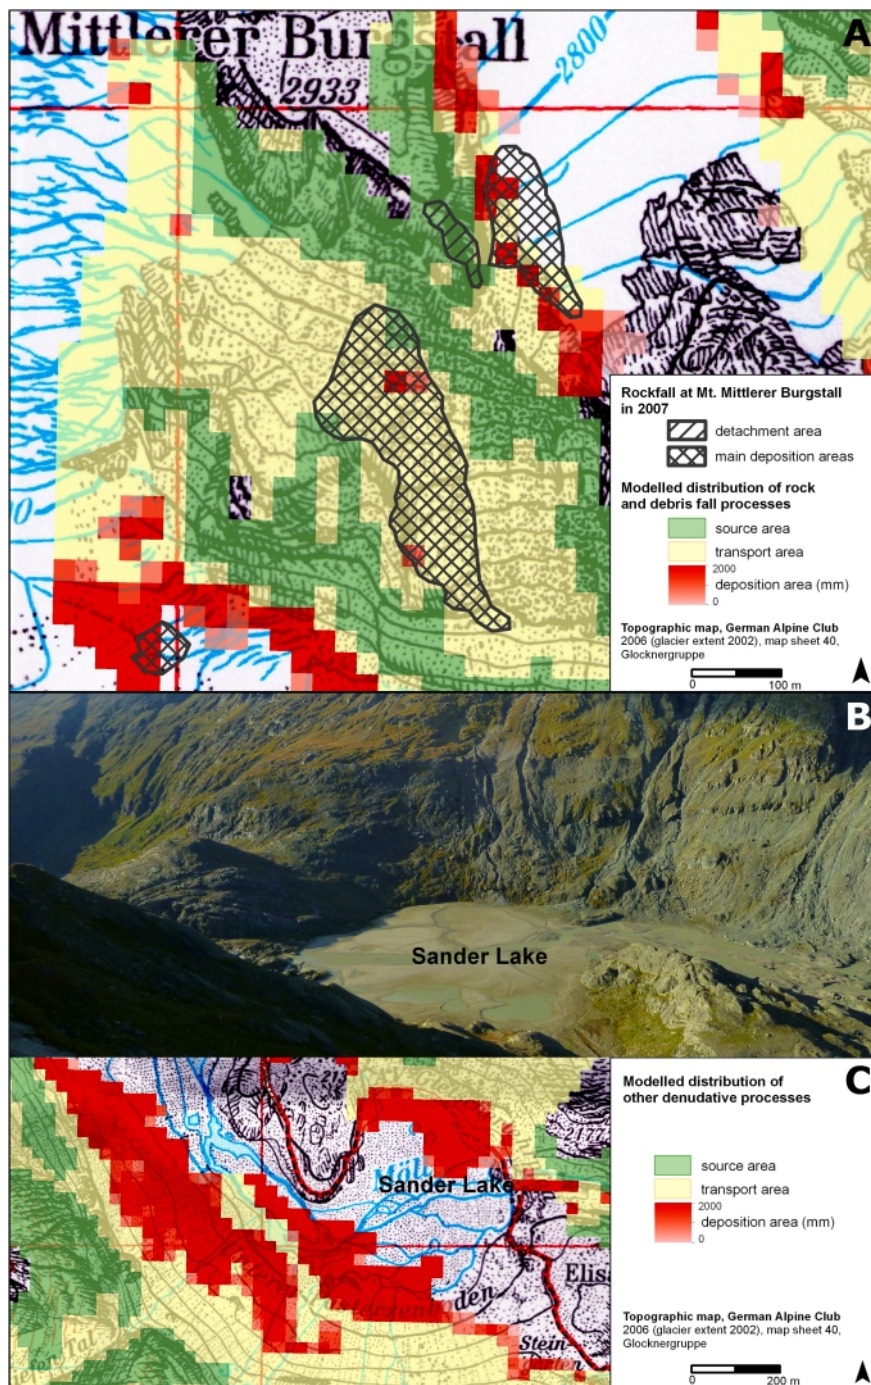 Mittlerer Burgstall
A
2933
2800
Rockfall at Mt. Mittlerer Burgstall
in 2007
detachment area
main deposition areas
Modelled distribution of rock
and debris fall processes
source area
transport area
2000
deposition area (mm)
0
Topographic map, German Alpine Club
2006 (glacier extent 2002), map sheet 40,
Glocknergruppe
0 100 m
B
Sander Lake
C
Modelled distribution of
other denudative processes
source area
transport area
2000
deposition area (mm)
0
Topographic map, German Alpine Club
2006 (glacier extent 2002), map sheet 40,
Glocknergruppe
0 200 m
Sander Lake
Elisa
Stein